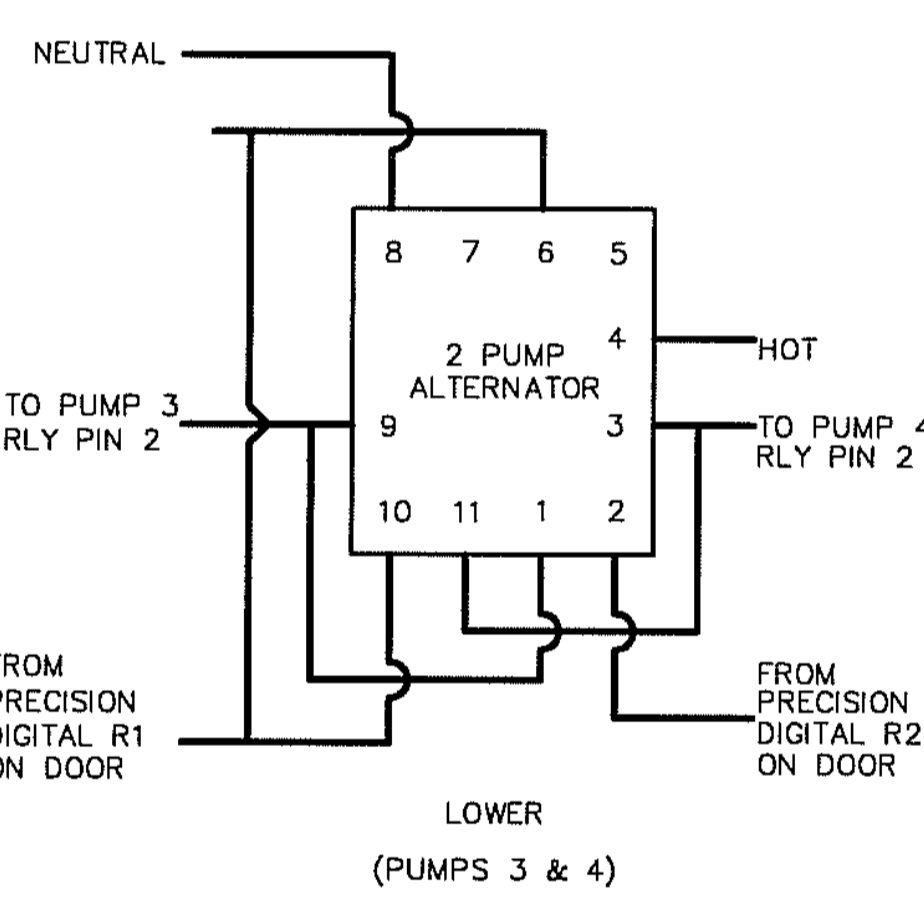 NEUTRAL
8 7 6 5
4
HOT
2 PUMP
ALTERNATOR
TO PUMP 3
RLY PIN 2
9
3
TO PUMP
RLY PIN 2
10 11 1 2
PRECISION
DIGITAL R1
ON DOOR
FROM
PRECISION
DIGITAL R2
ON DOOR
LOWER
(PUMPS 3 & 4)